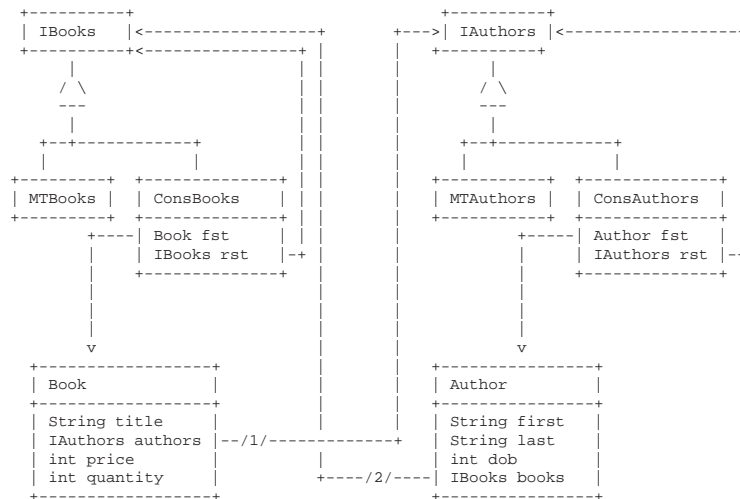 IBooks
IAuthors
MTBooks
ConsBooks
MTAuthors
ConsAuthors
Book fst
IBooks rst
Author fst
IAuthors rst
Book
Author
String title
IAuthors authors
int price
int quantity
/1/
String first
String last
int dob
IBooks books
/2/